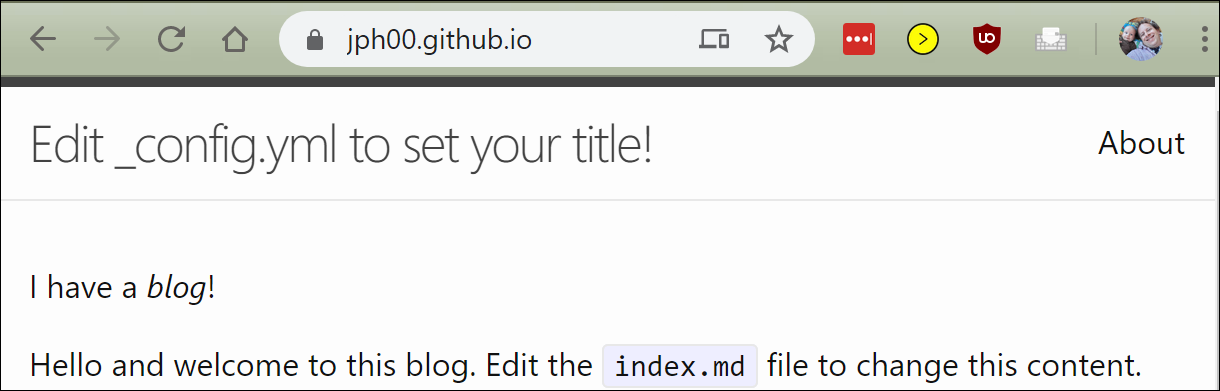 jph00.github.io
Edit _config.yml to set your title!
About
I have a blog!
Hello and welcome to this blog. Edit the index.md file to change this content.